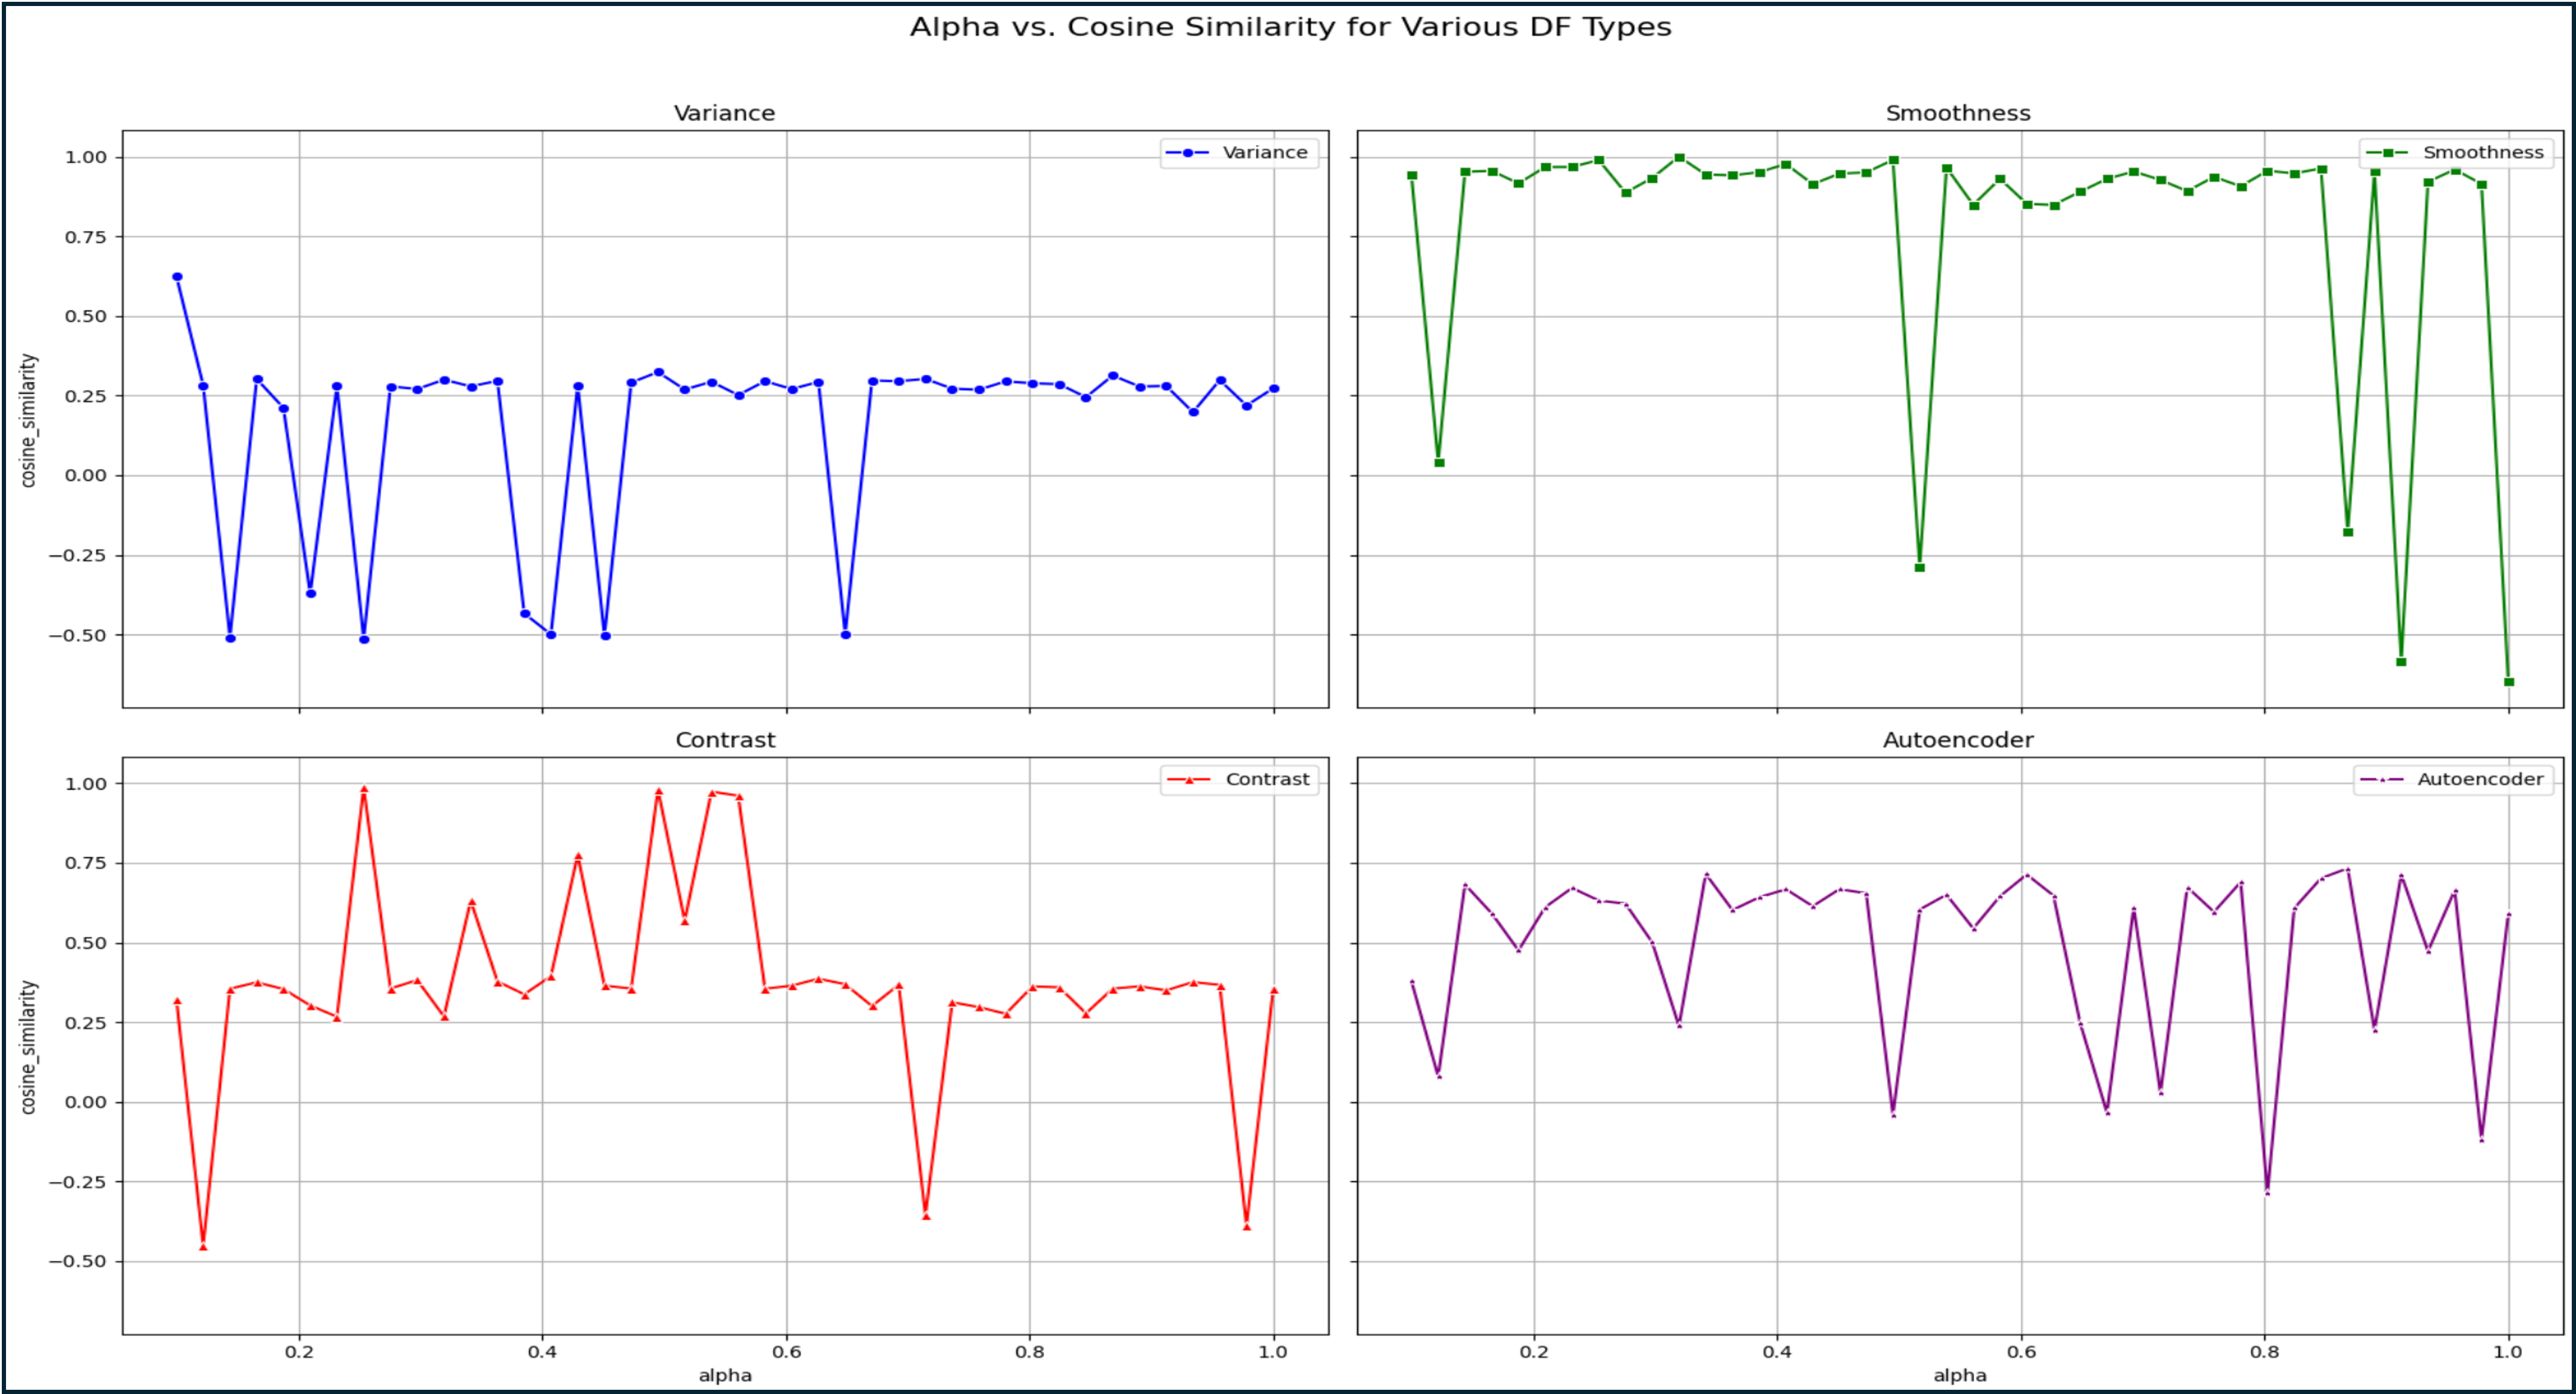 Alpha vs. Cosine Similarity for Various DF Types
Variance
Variance
1.00
0.75
0.50
0.25
0.00
−0.25
−0.50
cosine_similarity
Smoothness
Smoothness
Contrast
Contrast
1.00
0.75
0.50
0.25
0.00
−0.25
−0.50
cosine_similarity
0.2 0.4 0.6 0.8 1.0
alpha
Autoencoder
Autoencoder
0.2 0.4 0.6 0.8 1.0
alpha